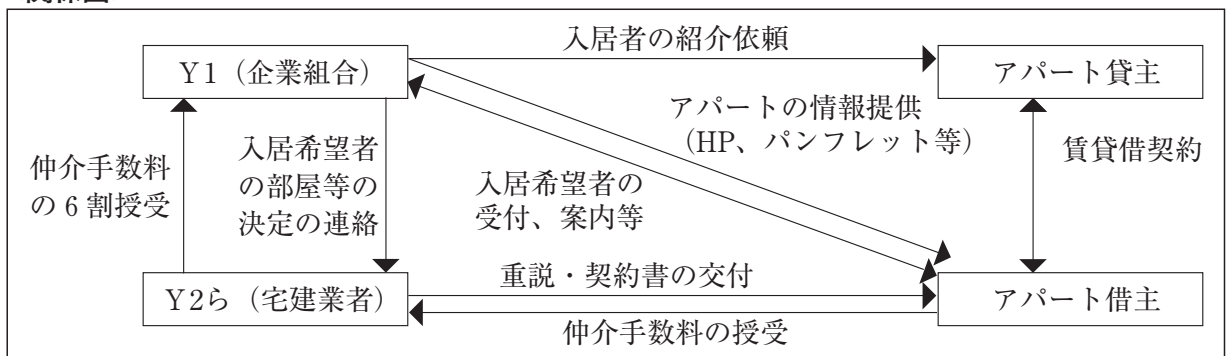 入居者の紹介依頼
Y1(企業組合)
アパート貸主
アパートの情報提供
(HP、パンフレット等)
仲介手数料
の6割授受
入居希望者
の部屋等の
決定の連絡
入居希望者の
受付、案内等
賃貸借契約
重説・契約書の交付
Y2ら(宅建業者)
アパート借主
仲介手数料の授受